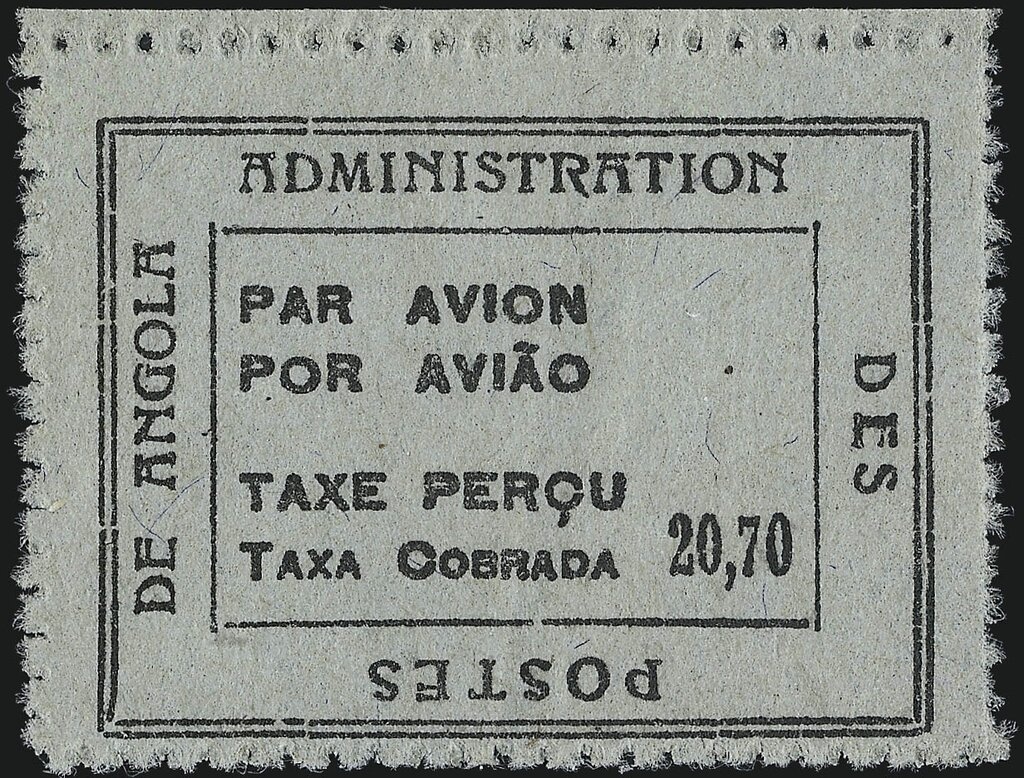 ADMINISTRATION
DES
POSTES
DE ANGOLA
PAR AVION
POR AVIÃO
TAXE PERÇU
TAXA COBRADA 20,70